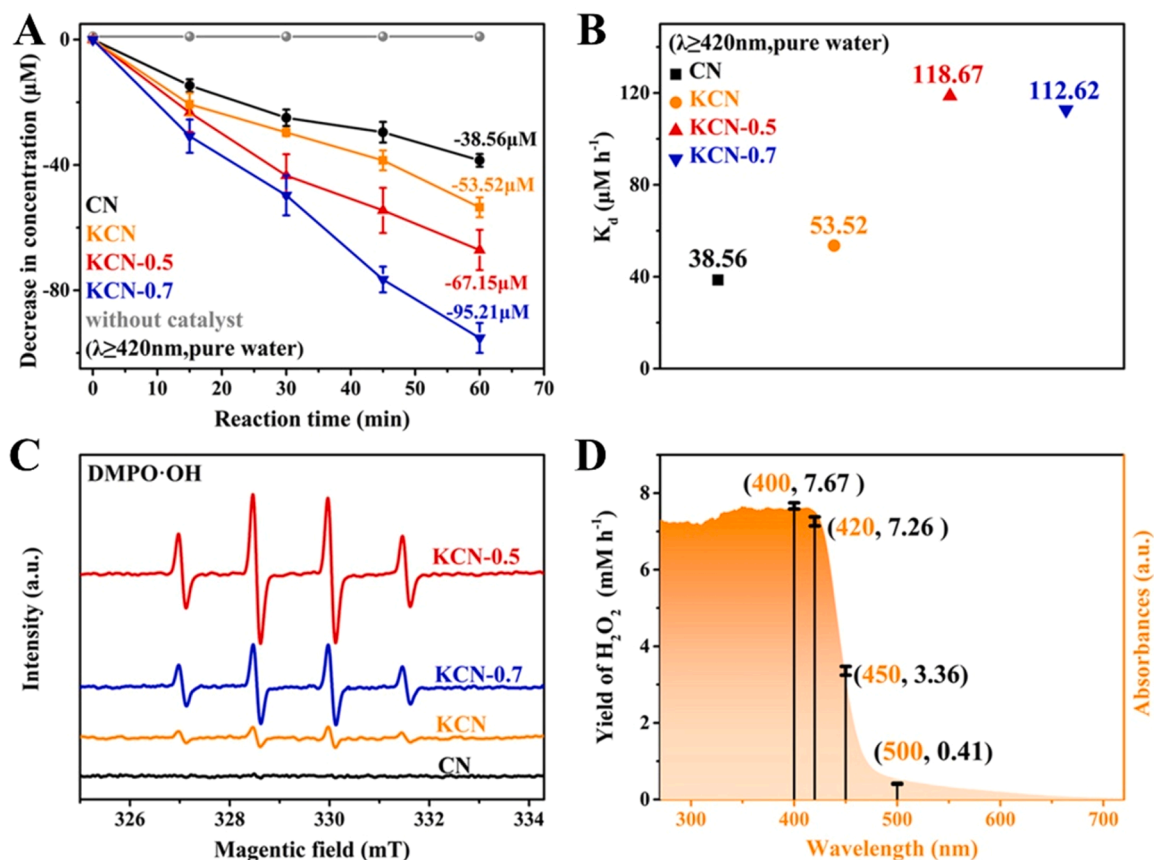 A
Decrease in concentration (μM)
0
-40
-80
-38.56μM
-53.52μM
-67.15μM
-95.21μM
CN
KCN
KCN-0.5
KCN-0.7
without catalyst
(λ≥420nm,pure water)
0 10 20 30 40 50 60 70
Reaction time (min)
B
K_d (μM h⁻¹)
120
80
40
0
(λ≥420nm,pure water)
CN
KCN
KCN-0.5
KCN-0.7
38.56
53.52
118.67
112.62
C
DMPO·OH
Intensity (a.u.)
KCN-0.5
KCN-0.7
KCN
CN
326 328 330 332 334
Magentic field (mT)
D
Yield of H₂O₂ (mM h⁻¹)
8
6
4
2
0
(400, 7.67 )
(420, 7.26 )
(450, 3.36)
(500, 0.41)
300 400 500 600 700
Wavelength (nm)
Absorbances (a.u.)